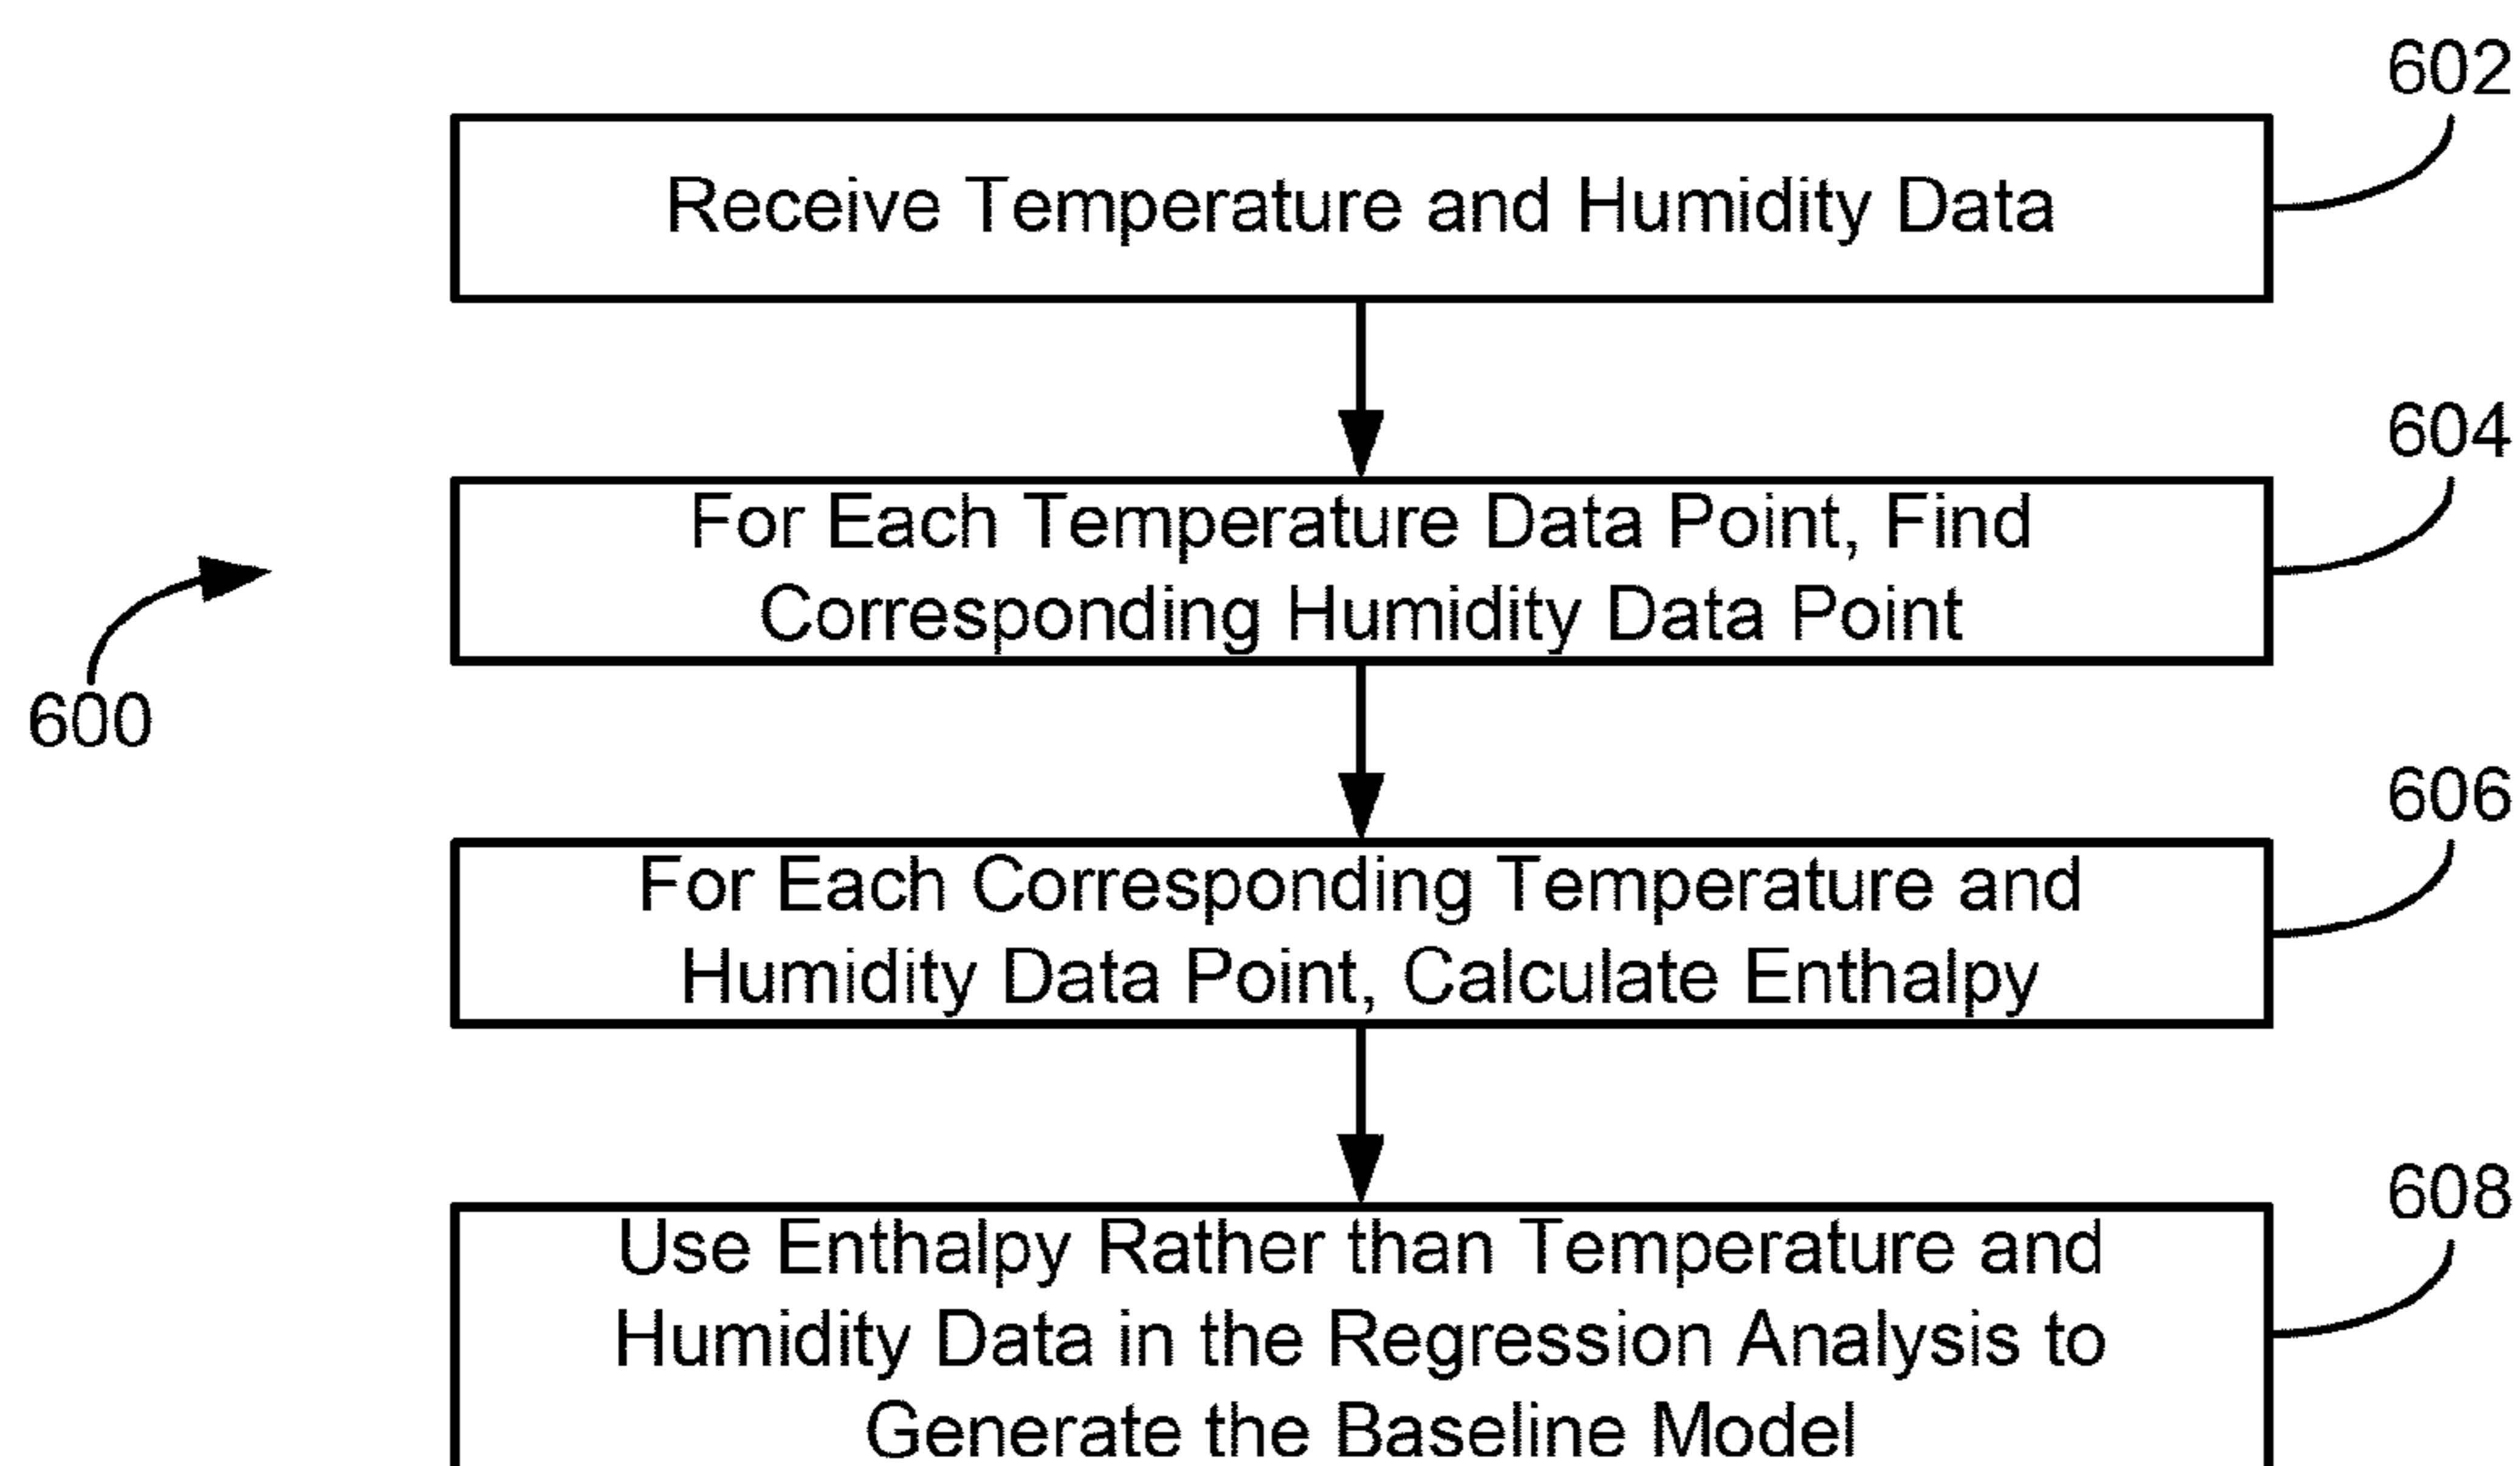 602
Receive Temperature and Humidity Data
604
For Each Temperature Data Point, Find
Corresponding Humidity Data Point
600
606
For Each Corresponding Temperature and
Humidity Data Point, Calculate Enthalpy
608
Use Enthalpy Rather than Temperature and
Humidity Data in the Regression Analysis to
Generate the Baseline Model